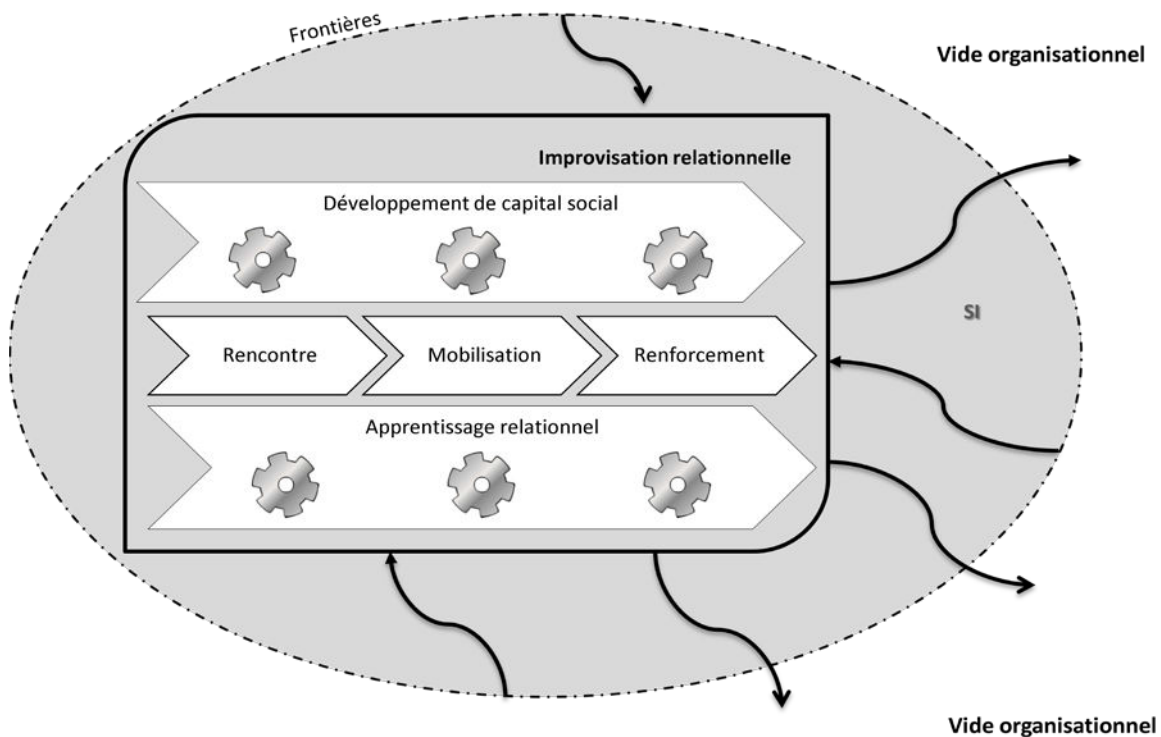 Frontières
Vide organisationnel
Improvisation relationnelle
Développement de capital social
SI
Rencontre
Mobilisation
Renforcement
Apprentissage relationnel
Vide organisationnel